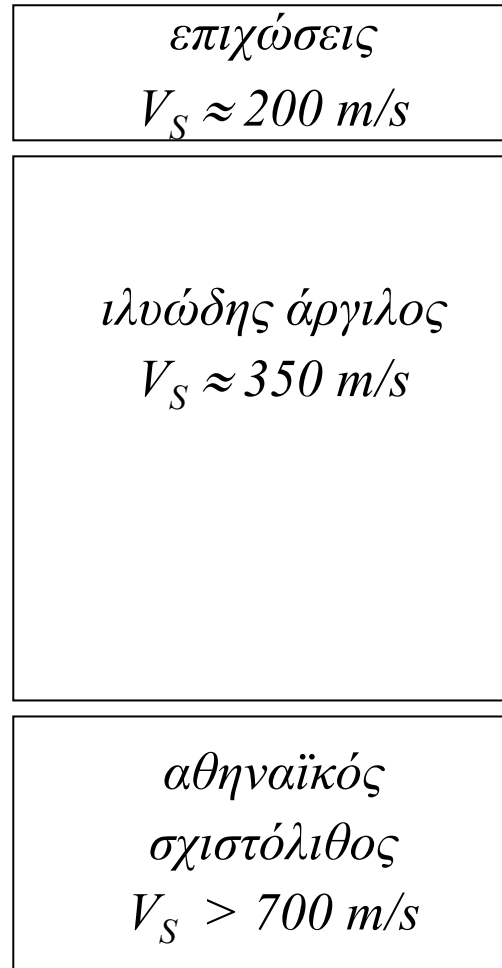 επιχώσεις
V_S ≈ 200 m/s
ιλυώδης άργιλος
V_S ≈ 350 m/s
αθηναϊκός
σχιστόλιθος
V_S > 700 m/s